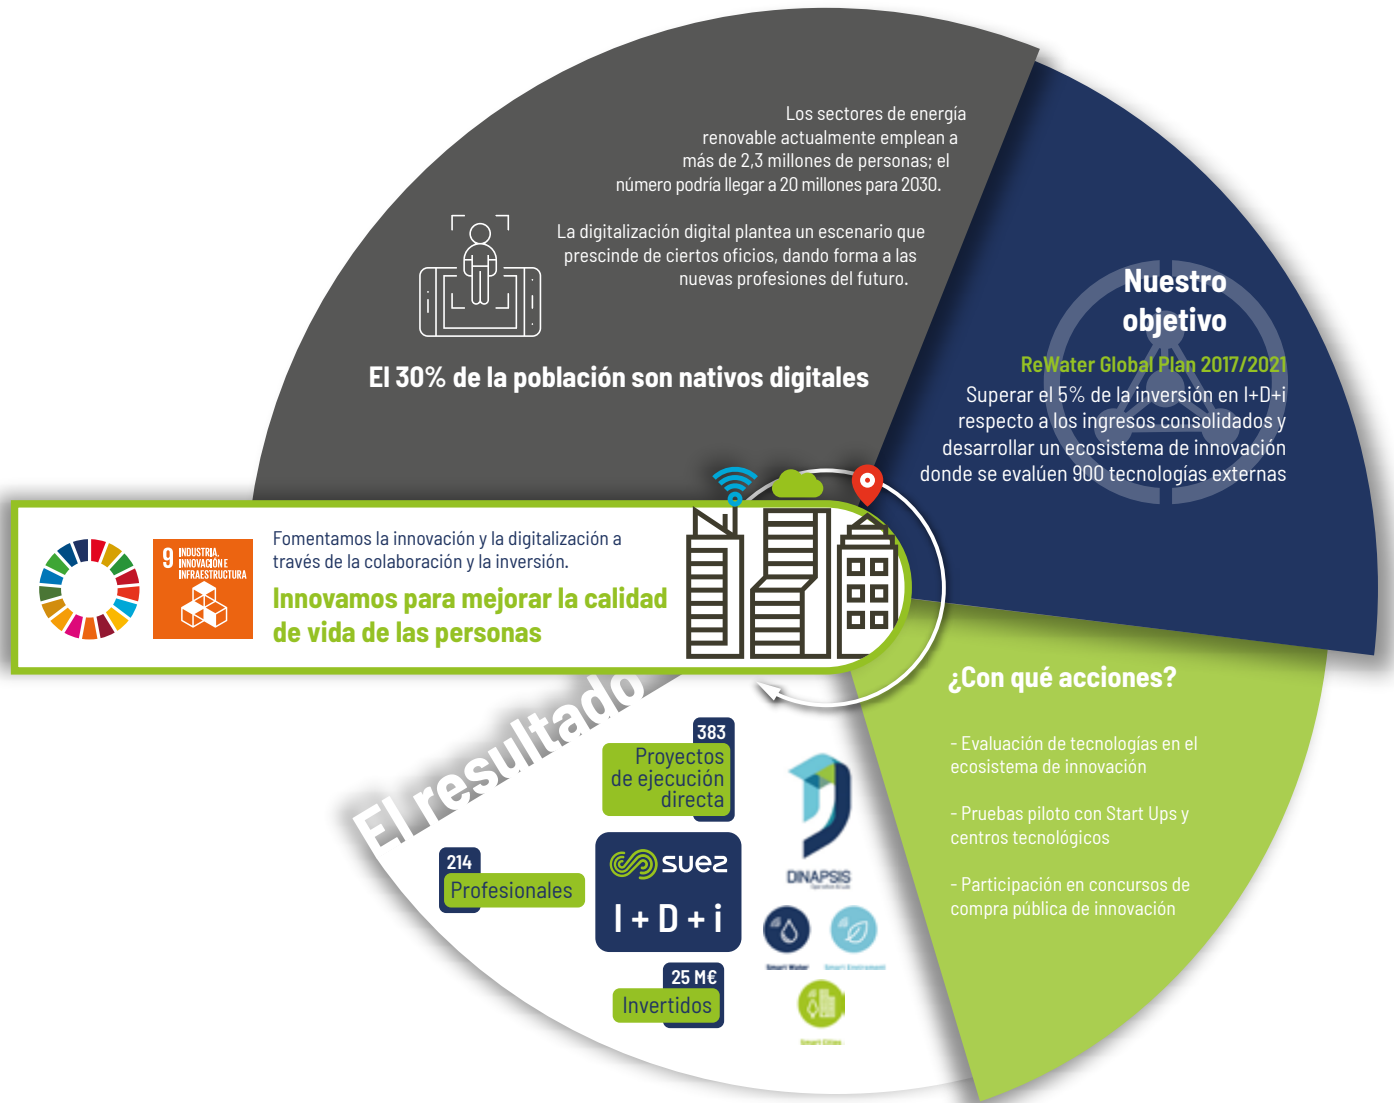 Los sectores de energía
renovable actualmente emplean a
más de 2,3 millones de personas; el
número podría llegar a 20 millones para 2030.
La digitalización digital plantea un escenario que
prescinde de ciertos oficios, dando forma a las
nuevas profesiones del futuro.
El 30% de la población son nativos digitales
Nuestro
objetivo
ReWater Global Plan 2017/2021
Superar el 5% de la inversión en I+D+i
respecto a los ingresos consolidados y
desarrollar un ecosistema de innovación
donde se evalúen 900 tecnologías externas
9 INDUSTRIA,
INNOVACIÓN E
INFRAESTRUCTURA
Fomentamos la innovación y la digitalización a
través de la colaboración y la inversión.
Innovamos para mejorar la calidad
de vida de las personas
¿Con qué acciones?
- Evaluación de tecnologías en el
ecosistema de innovación
- Pruebas piloto con Start Ups y
centros tecnológicos
- Participación en concursos de
compra pública de innovación
El resultado
383
Proyectos
de ejecución
directa
214
Profesionales
suez
I + D + i
25 M€
Invertidos
DINAPSIS
Smart Water
Smart Enviroment
Smart Cities